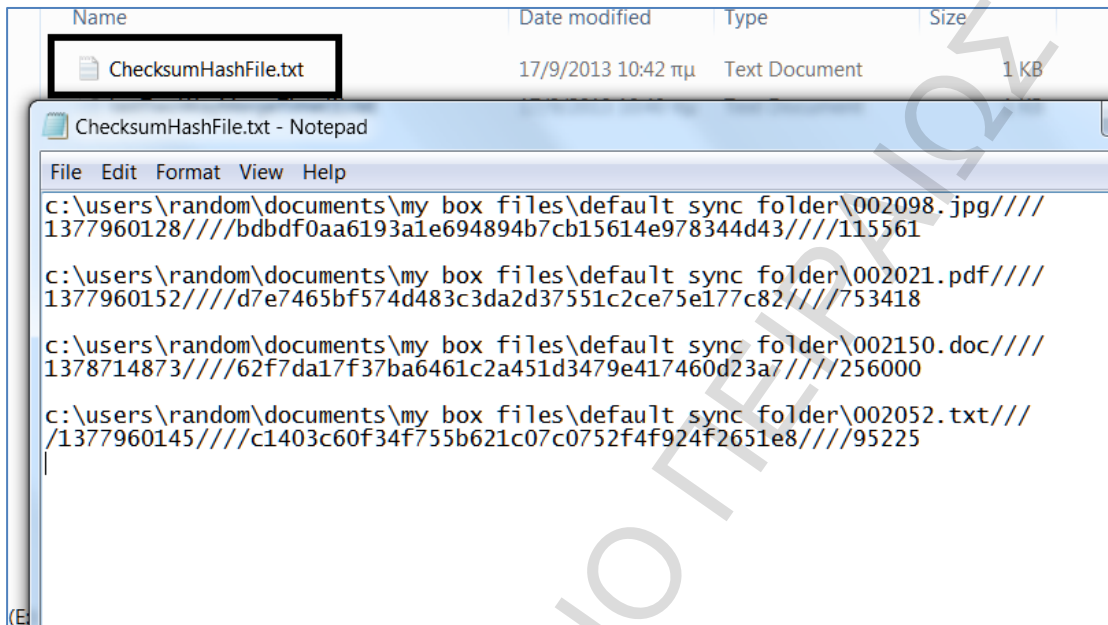 Name Date modified Type Size
ChecksumHashFile.txt 17/9/2013 10:42 πμ Text Document 1 KB
ChecksumHashFile.txt - Notepad
File Edit Format View Help
c:\users\random\documents\my box files\default sync folder\002098.jpg////
1377960128////bdbdf0aa6193a1e694894b7cb15614e978344d43////115561
c:\users\random\documents\my box files\default sync folder\002021.pdf////
1377960152////d7e7465bf574d483c3da2d37551c2ce75e177c82////753418
c:\users\random\documents\my box files\default sync folder\002150.doc////
1378714873////62f7da17f37ba6461c2a451d3479e417460d23a7////256000
c:\users\random\documents\my box files\default sync folder\002052.txt///
/1377960145////c1403c60f34f755b621c07c0752f4f924f2651e8////95225
ΠΕΙΡΑΙΩΣ